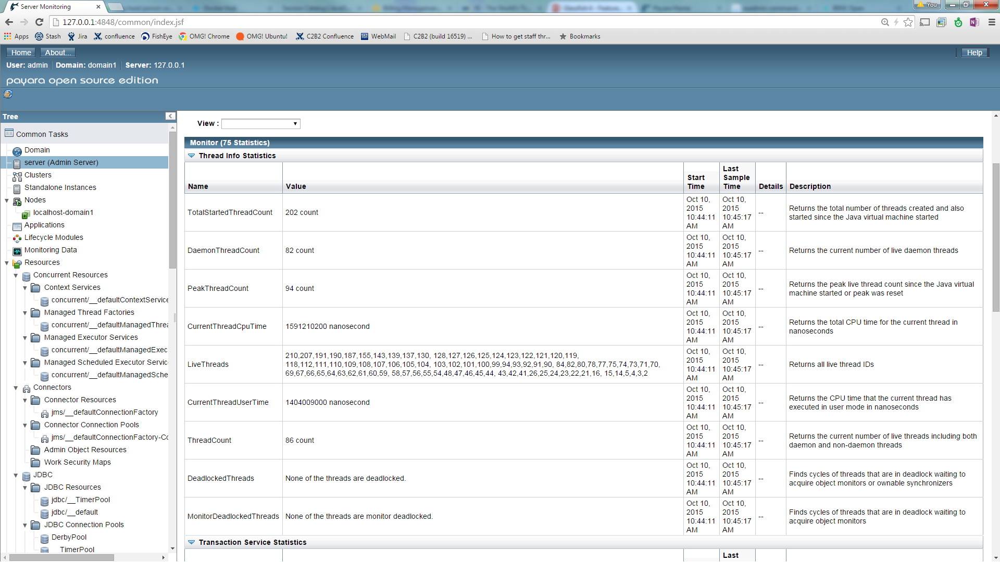 Server Monitoring
You
127.0.0.1:4848/common/index.jsf
Apps Stash Jira confluence FishEye OMG! Chrome OMG! Ubuntu! C2B2 Confluence WebMail C2B2 (build 16519) ... How to get staff thr... Bookmarks
Home About... Help
User: admin Domain: domain1 Server: 127.0.0.1
payara open source edition
Tree
Common Tasks
Domain
server (Admin Server)
Clusters
Standalone Instances
Nodes
localhost-domain1
Applications
Lifecycle Modules
Monitoring Data
Resources
Concurrent Resources
Context Services
concurrent/__defaultContextService
Managed Thread Factories
concurrent/__defaultManagedThrea
Managed Executor Services
concurrent/__defaultManagedExec
Managed Scheduled Executor Servic
concurrent/__defaultManagedSche
Connectors
Connector Resources
jms/__defaultConnectionFactory
Connector Connection Pools
jms/__defaultConnectionFactory-Co
Admin Object Resources
Work Security Maps
JDBC
JDBC Resources
jdbc/__TimerPool
jdbc/__default
JDBC Connection Pools
DerbyPool
__TimerPool
View :
Monitor (75 Statistics)
Thread Info Statistics
Name Value Start Time Last Sample Time Details Description
TotalStartedThreadCount 202 count Oct 10, 2015 10:44:11 AM Oct 10, 2015 10:45:17 AM -- Returns the total number of threads created and also started since the Java virtual machine started
DaemonThreadCount 82 count Oct 10, 2015 10:44:11 AM Oct 10, 2015 10:45:17 AM -- Returns the current number of live daemon threads
PeakThreadCount 94 count Oct 10, 2015 10:44:11 AM Oct 10, 2015 10:45:17 AM -- Returns the peak live thread count since the Java virtual machine started or peak was reset
CurrentThreadCpuTime 1591210200 nanosecond Oct 10, 2015 10:44:11 AM Oct 10, 2015 10:45:17 AM -- Returns the total CPU time for the current thread in nanoseconds
LiveThreads 210,207,191,190,187,155,143,139,137,130, 128,127,126,125,124,123,122,121,120,119, 118,112,111,110,109,108,107,106,105,104, 103,102,101,100,99,94,93,92,91,90, 84,82,80,78,77,75,74,73,71,70, 69,67,66,65,64,63,62,61,60,59, 58,57,56,55,54,48,47,46,45,44, 43,42,41,26,25,24,23,22,21,16, 15,14,5,4,3,2 Oct 10, 2015 10:44:11 AM Oct 10, 2015 10:45:17 AM -- Returns all live thread IDs
CurrentThreadUserTime 1404009000 nanosecond Oct 10, 2015 10:44:11 AM Oct 10, 2015 10:45:17 AM -- Returns the CPU time that the current thread has executed in user mode in nanoseconds
ThreadCount 86 count Oct 10, 2015 10:44:11 AM Oct 10, 2015 10:45:17 AM -- Returns the current number of live threads including both daemon and non-daemon threads
DeadlockedThreads None of the threads are deadlocked. Oct 10, 2015 10:44:11 AM Oct 10, 2015 10:45:17 AM -- Finds cycles of threads that are in deadlock waiting to acquire object monitors or ownable synchronizers
MonitorDeadlockedThreads None of the threads are monitor deadlocked. Oct 10, 2015 10:44:11 AM Oct 10, 2015 10:45:17 AM -- Finds cycles of threads that are in deadlock waiting to acquire object monitors
Transaction Service Statistics
Last